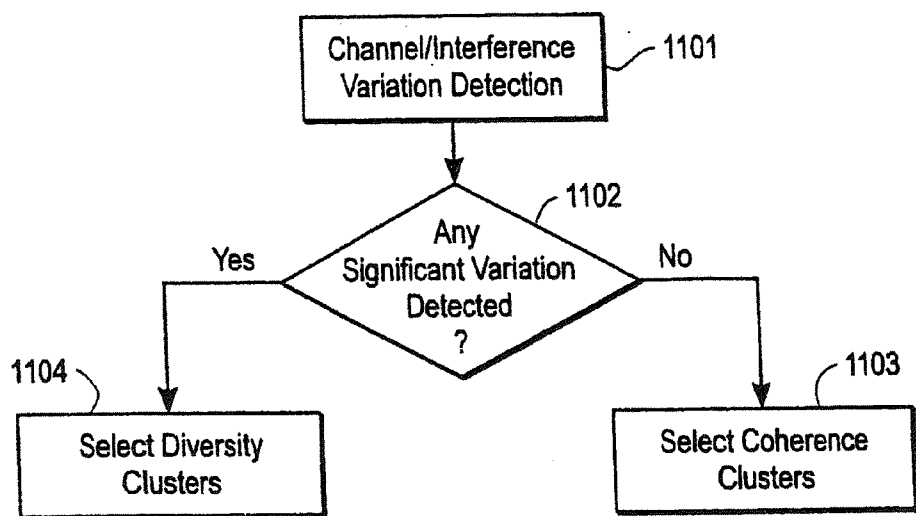 Channel/Interference
Variation Detection
1101
1102
Any
Significant Variation
Detected
?
Yes
No
1104
1103
Select Diversity
Clusters
Select Coherence
Clusters